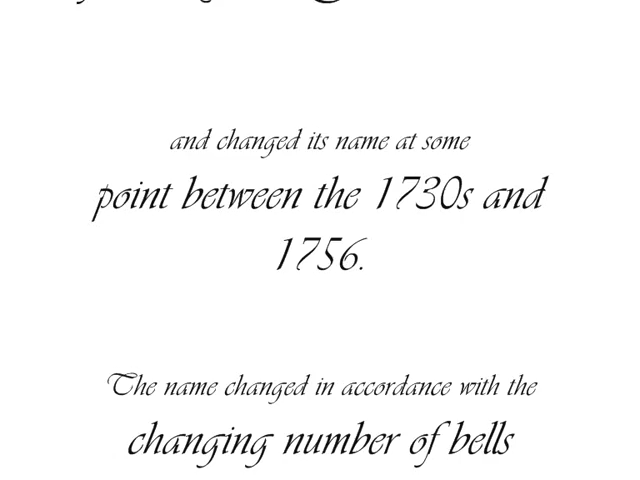 and changed its name at some
point between the 1730s and
1756.
The name changed in accordance with the
changing number of bells